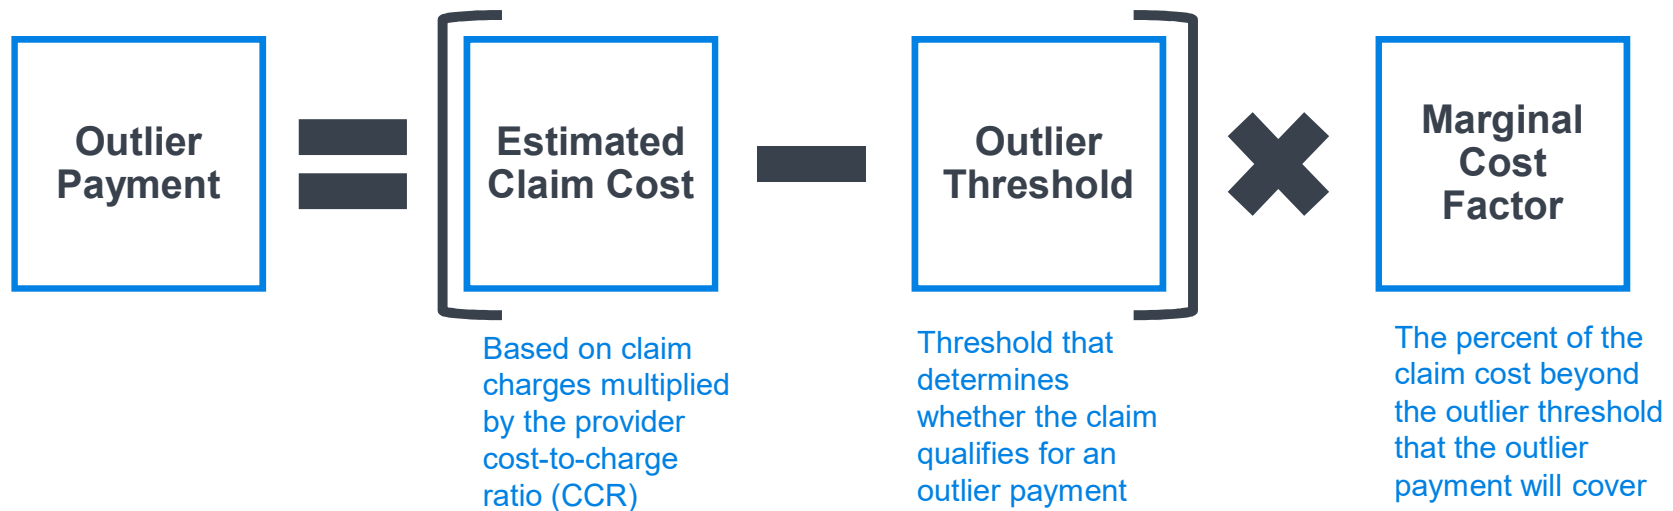 Outlier
Payment
Estimated
Claim Cost
Outlier
Threshold
Marginal
Cost
Factor
Based on claim
charges multiplied
by the provider
cost-to-charge
ratio (CCR)
Threshold that
determines
whether the claim
qualifies for an
outlier payment
The percent of the
claim cost beyond
the outlier threshold
that the outlier
payment will cover